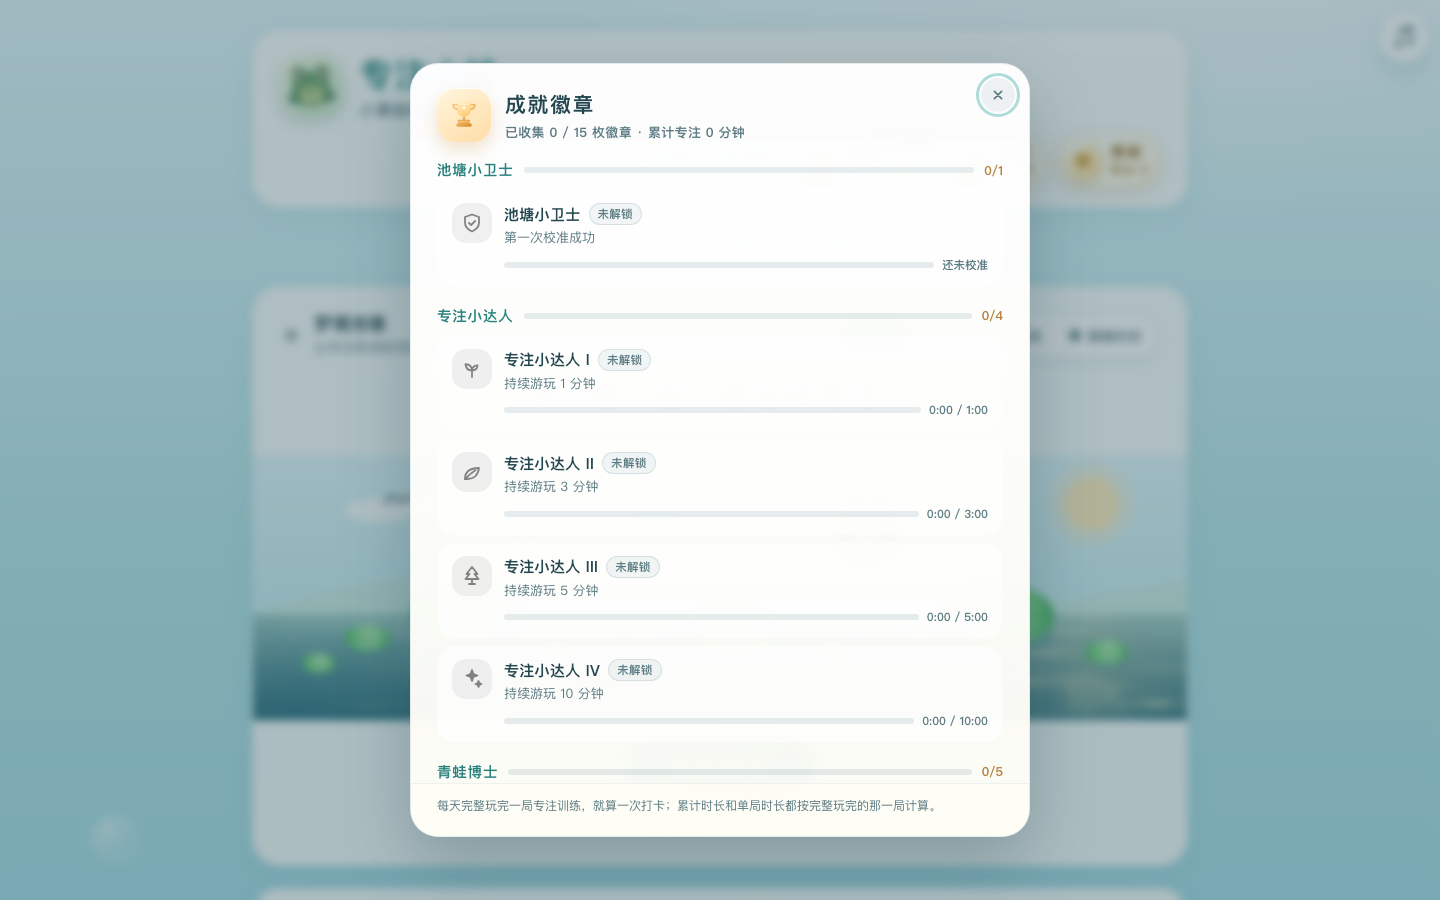 成就徽章
已收集 0 / 15 枚徽章 · 累计专注 0 分钟
池塘小卫士 0/1
池塘小卫士 未解锁
第一次校准成功
还未校准
专注小达人 0/4
专注小达人 I 未解锁
持续游玩 1 分钟
0:00 / 1:00
专注小达人 II 未解锁
持续游玩 3 分钟
0:00 / 3:00
专注小达人 III 未解锁
持续游玩 5 分钟
0:00 / 5:00
专注小达人 IV 未解锁
持续游玩 10 分钟
0:00 / 10:00
青蛙博士 0/5
每天完整玩完一局专注训练，就算一次打卡；累计时长和单局时长都按完整玩完的那一局计算。